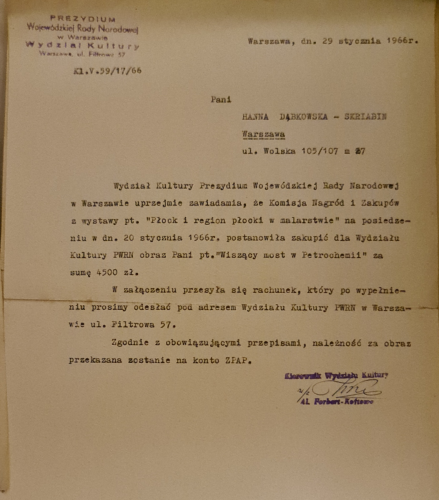 PREZYDIUM
Wojewódzkiej Rady Narodowej
w Warszawie
Wydział Kultury
Warszawa, ul. Filtrowa 57
Kl.V.59/17/66
Warszawa, dn. 29 stycznia 1966r.
Pani
HANNA DĄBKOWSKA - SKRIABIN
Warszawa
ul. Wolska 105/107 m 27
Wydział Kultury Prezydium Wojewódzkiej Rady Narodowej
w Warszawie uprzejmie zawiadamia, że Komisja Nagród i Zakupów
z wystawy pt. "Płock i region płocki w malarstwie" na posiedze-
niu w dn. 20 stycznia 1966r. postanowiła zakupić dla Wydziału
Kultury PWRN obraz Pani pt."Wiszący most w Petrochemii" za
sumę 4500 zł.
W załączeniu przesyła się rachunek, który po wypełnie-
niu prosimy odesłać pod adresem Wydziału Kultury PWRN w Warsza-
wie ul. Filtrowa 57.
Zgodnie z obowiązującymi przepisami, należność za obraz
przekazana zostanie na konto ZPAP.
Kierownik Wydziału Kultury